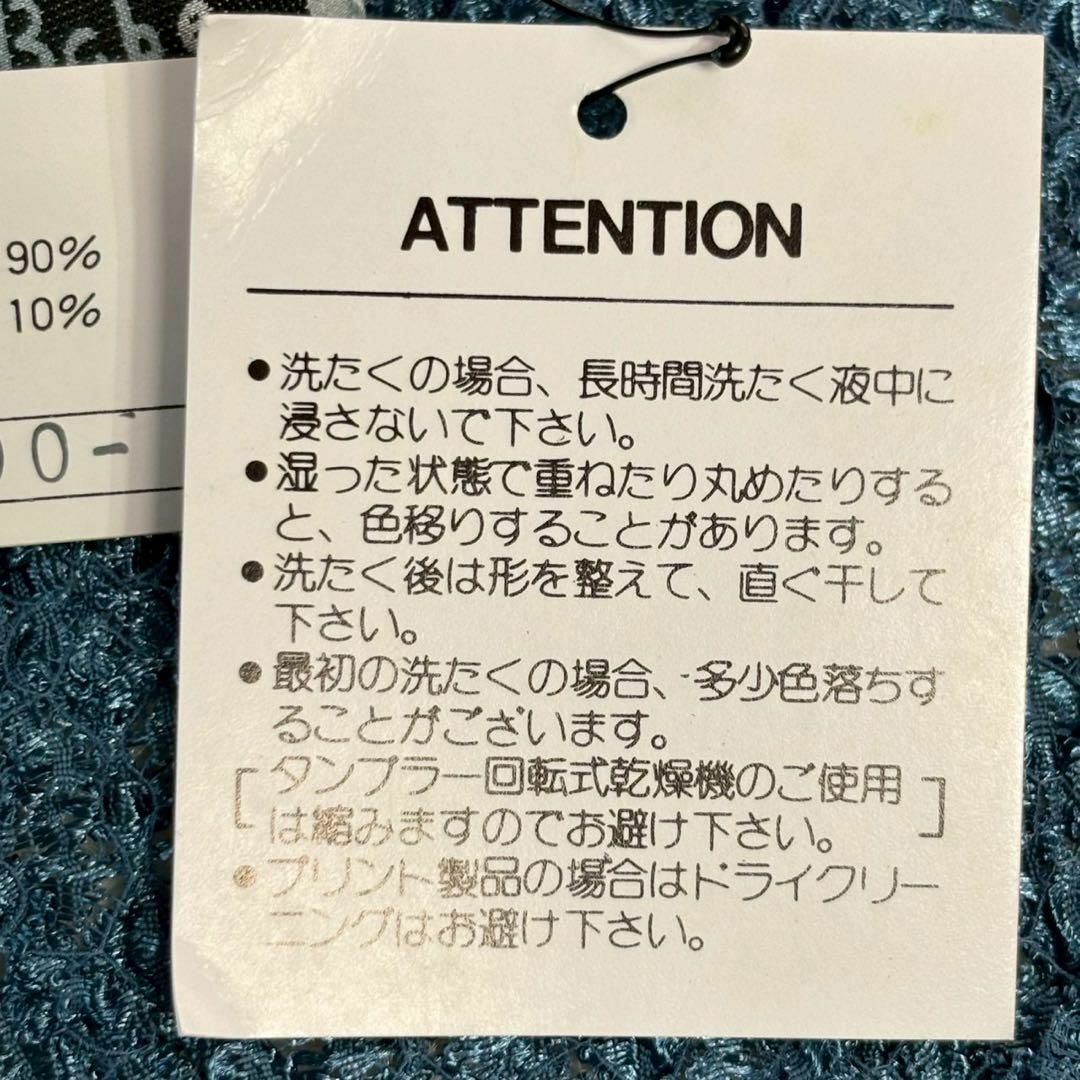 90%
10%
ATTENTION
●洗たくの場合、長時間洗たく液中に
浸さないで下さい。
●湿った状態で重ねたり丸めたりする
と、色移りすることがあります。
●洗たく後は形を整えて、直ぐ干して
下さい。
●最初の洗たくの場合、多少色落ちす
ることがございます。
[タンブラー回転式乾燥機のご使用
は縮みますのでお避け下さい。]
●プリント製品の場合はドライクリー
ニングはお避け下さい。